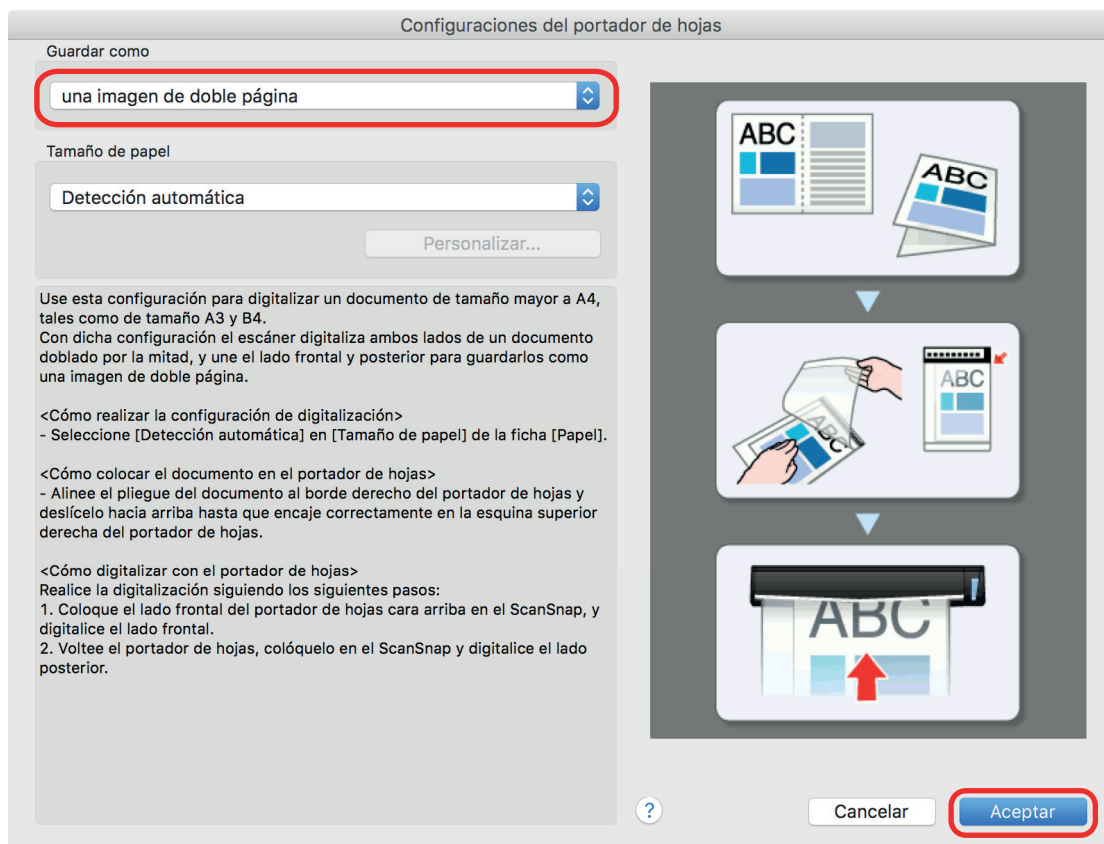 Configuraciones del portador de hojas
Guardar como
una imagen de doble página
Tamaño de papel
Detección automática
Personalizar...
Use esta configuración para digitalizar un documento de tamaño mayor a A4,
tales como de tamaño A3 y B4.
Con dicha configuración el escáner digitaliza ambos lados de un documento
doblado por la mitad, y une el lado frontal y posterior para guardarlos como
una imagen de doble página.
<Cómo realizar la configuración de digitalización>
- Seleccione [Detección automática] en [Tamaño de papel] de la ficha [Papel].
<Cómo colocar el documento en el portador de hojas>
- Alinee el pliegue del documento al borde derecho del portador de hojas y
deslícelo hacia arriba hasta que encaje correctamente en la esquina superior
derecha del portador de hojas.
<Cómo digitalizar con el portador de hojas>
Realice la digitalización siguiendo los siguientes pasos:
1. Coloque el lado frontal del portador de hojas cara arriba en el ScanSnap, y
digitalice el lado frontal.
2. Voltee el portador de hojas, colóquelo en el ScanSnap y digitalice el lado
posterior.
ABC
ABC
ABC
ABC
ABC
?
Cancelar
Aceptar